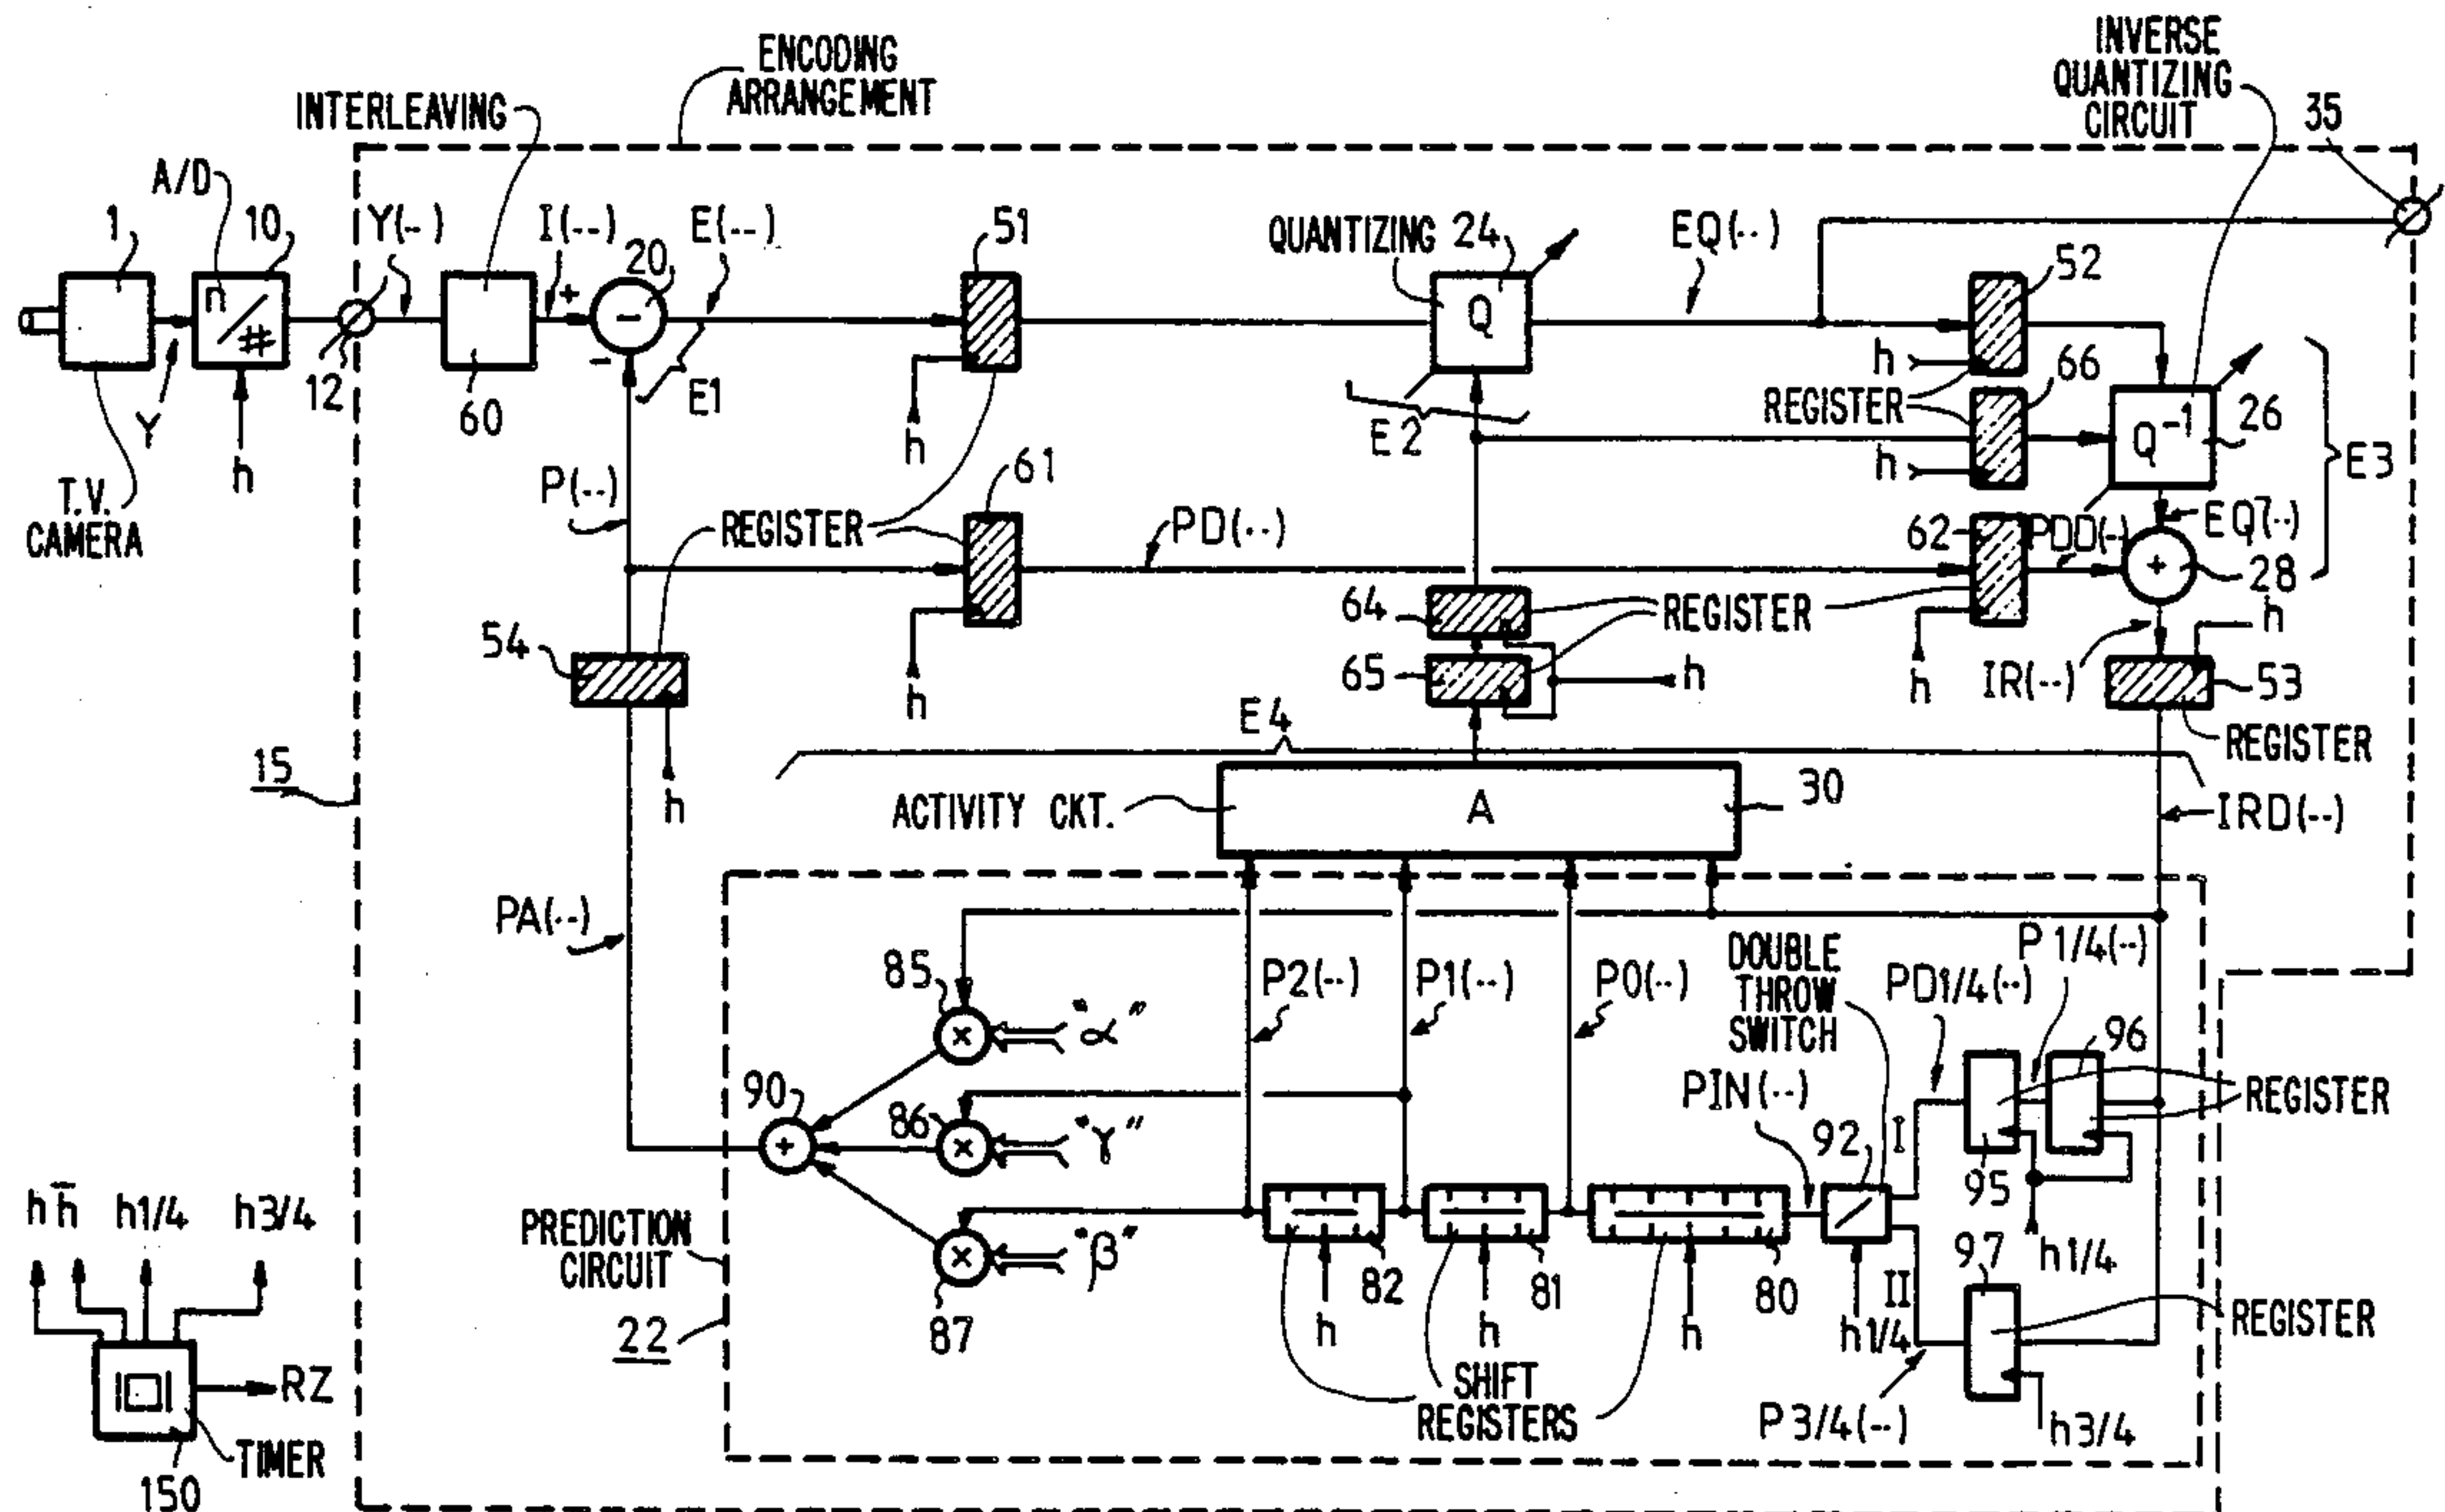 ENCODING
ARRANGEMENT
INTERLEAVING
INVERSE
QUANTIZING
CIRCUIT
35
A/D
1
n
#
10
Y(--)
I(--)
+
-
-
20
E(--)
51
QUANTIZING 24
Q
EQ(--)
52
Y
h
12
60
E1
h
E2
REGISTER
h
66
h
Q-1
26
E3
T.V.
CAMERA
P(--)
REGISTER
61
PD(--)
62
PDD(--)
EQ(--)
+
28
54
h
h
64
65
REGISTER
h
h
IR(--)
h
53
REGISTER
15
E4
ACTIVITY CKT.
A
30
IRD(--)
PA(--)
85
x
"α"
P2(--)
P1(--)
P0(--)
DOUBLE
THROW
SWITCH
PD1/4(--)
P1/4(--)
96
REGISTER
90
+
86
x
"γ"
PIN(--)
92
I
95
h1/4
h h̄ h1/4 h3/4
PREDICTION
CIRCUIT
22
87
x
"β"
82
h
81
h
80
h
h1/4
II
97
REGISTER
SHIFT
REGISTERS
P3/4(--)
h3/4
RZ
TIMER
150